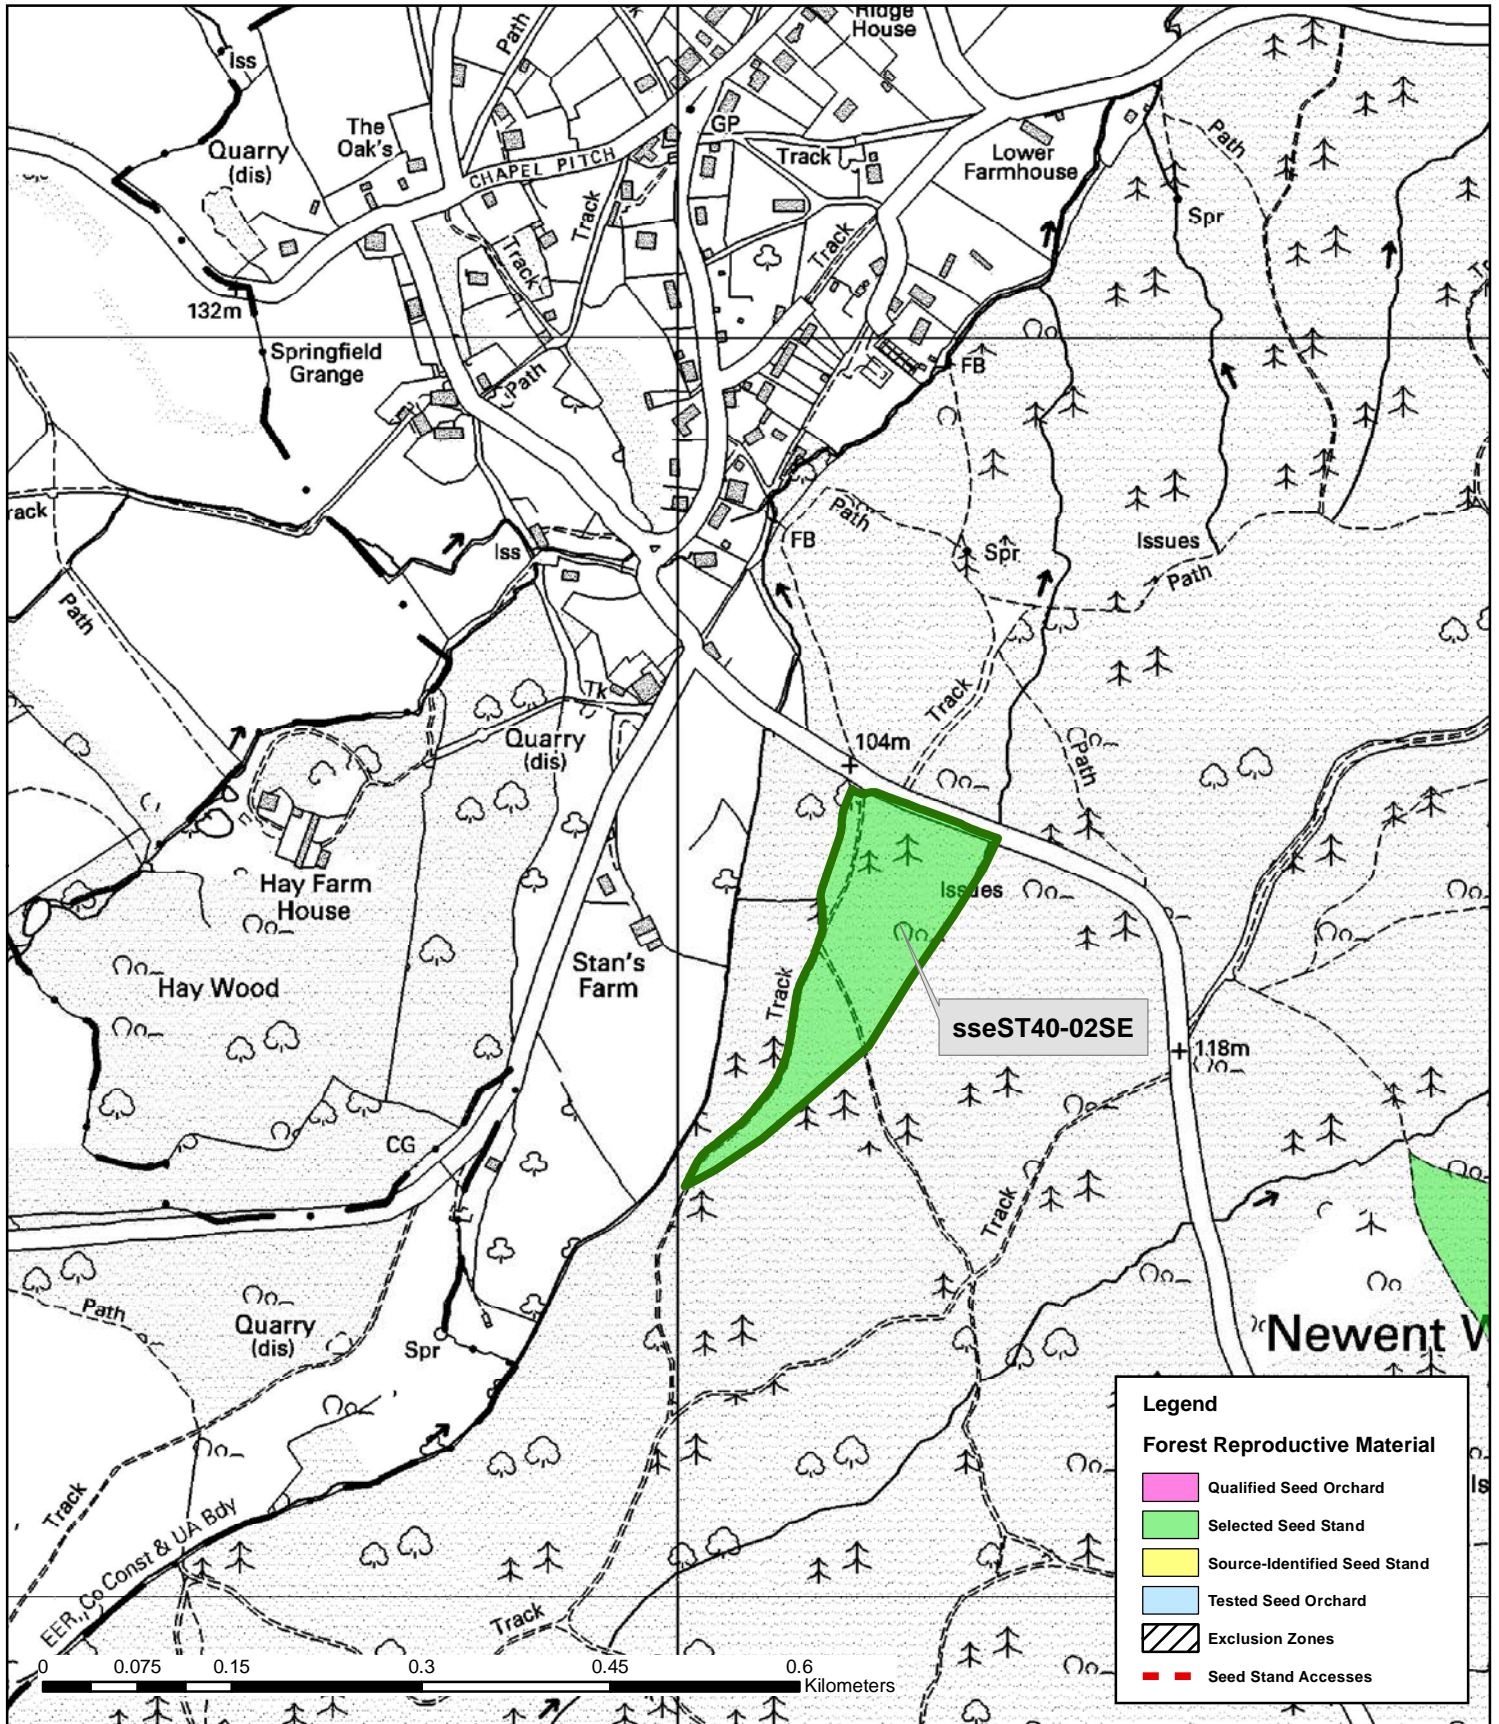 Ridge
House
Path
Iss
The
Oak's
Quarry
(dis)
CHAPEL PITCH
GP
Track
Lower
Farmhouse
Path
Spr
Track
Track
Track
132m
Springfield
Grange
Path
FB
rack
Path
Iss
FB
Path
Spr
Issues
Path
Tk
Quarry
(dis)
Track
104m
Path
Hay Farm
House
Hay Wood
Stan's
Farm
Issues
Track
sseST40-02SE
118m
CG
Track
Path
Quarry
(dis)
Spr
Newent W
Track
EER, Co Const & UA Bdy
Track
Is
Legend
Forest Reproductive Material
Qualified Seed Orchard
Selected Seed Stand
Source-Identified Seed Stand
Tested Seed Orchard
Exclusion Zones
Seed Stand Accesses
0 0.075 0.15 0.3 0.45 0.6
Kilometers